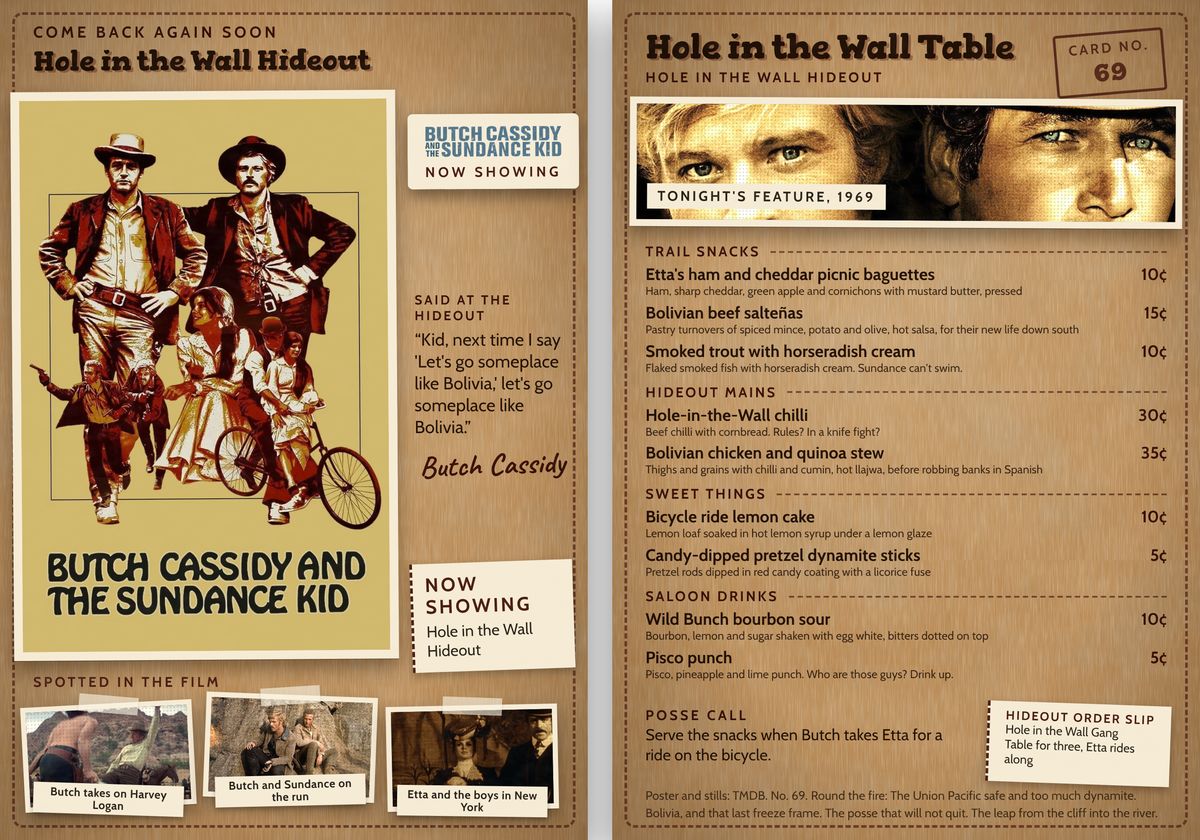 COME BACK AGAIN SOON
Hole in the Wall Hideout
BUTCH CASSIDY
AND THE SUNDANCE KID
NOW SHOWING
SAID AT THE
HIDEOUT
“Kid, next time I say
'Let's go someplace
like Bolivia,' let's go
someplace like
Bolivia.”
Butch Cassidy
BUTCH CASSIDY AND
THE SUNDANCE KID
NOW
SHOWING
Hole in the Wall
Hideout
SPOTTED IN THE FILM
Butch takes on Harvey
Logan
Butch and Sundance on
the run
Etta and the boys in New
York
Hole in the Wall Table
HOLE IN THE WALL HIDEOUT
CARD NO.
69
TONIGHT'S FEATURE, 1969
TRAIL SNACKS
Etta's ham and cheddar picnic baguettes 10¢
Ham, sharp cheddar, green apple and cornichons with mustard butter, pressed
Bolivian beef salteñas 15¢
Pastry turnovers of spiced mince, potato and olive, hot salsa, for their new life down south
Smoked trout with horseradish cream 10¢
Flaked smoked fish with horseradish cream. Sundance can't swim.
HIDEOUT MAINS
Hole-in-the-Wall chilli 30¢
Beef chilli with cornbread. Rules? In a knife fight?
Bolivian chicken and quinoa stew 35¢
Thighs and grains with chilli and cumin, hot llajwa, before robbing banks in Spanish
SWEET THINGS
Bicycle ride lemon cake 10¢
Lemon loaf soaked in hot lemon syrup under a lemon glaze
Candy-dipped pretzel dynamite sticks 5¢
Pretzel rods dipped in red candy coating with a licorice fuse
SALOON DRINKS
Wild Bunch bourbon sour 10¢
Bourbon, lemon and sugar shaken with egg white, bitters dotted on top
Pisco punch 5¢
Pisco, pineapple and lime punch. Who are those guys? Drink up.
POSSE CALL
Serve the snacks when Butch takes Etta for a
ride on the bicycle.
HIDEOUT ORDER SLIP
Hole in the Wall Gang
Table for three, Etta rides
along
Poster and stills: TMDB. No. 69. Round the fire: The Union Pacific safe and too much dynamite.
Bolivia, and that last freeze frame. The posse that will not quit. The leap from the cliff into the river.